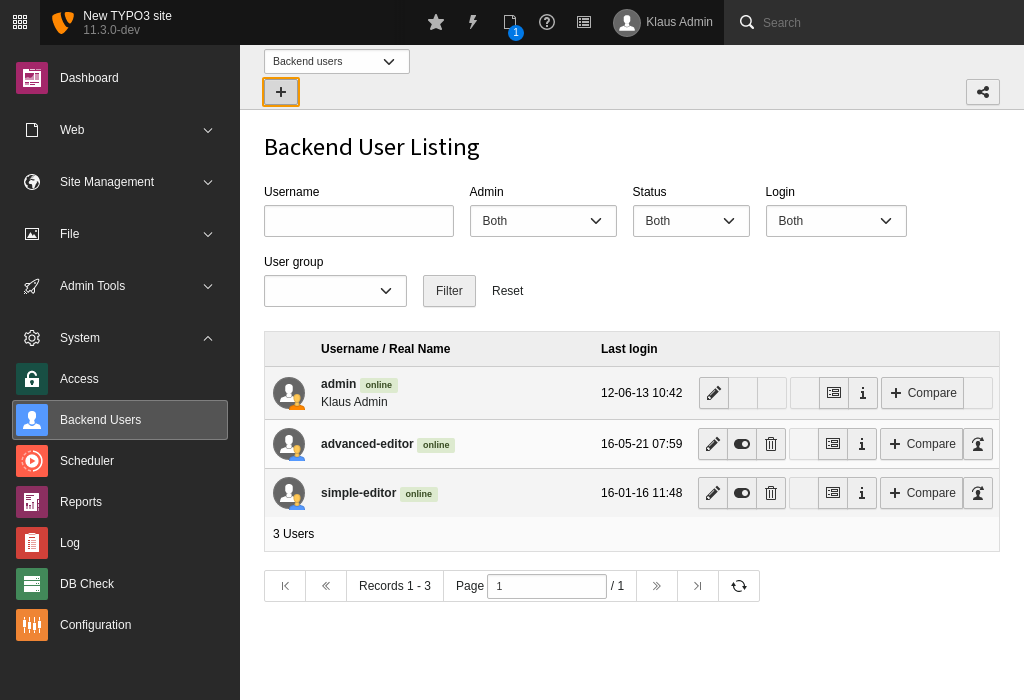 New TYPO3 site
11.3.0-dev
1
Klaus Admin
Search
Dashboard
Web
Site Management
File
Admin Tools
System
Access
Backend Users
Scheduler
Reports
Log
DB Check
Configuration
Backend users
+
Backend User Listing
Username Admin Status Login
Both Both Both
User group
Filter Reset
Username / Real Name Last login
admin online 12-06-13 10:42 + Compare
Klaus Admin
advanced-editor online 16-05-21 07:59 + Compare
simple-editor online 16-01-16 11:48 + Compare
3 Users
Records 1 - 3 Page 1 / 1